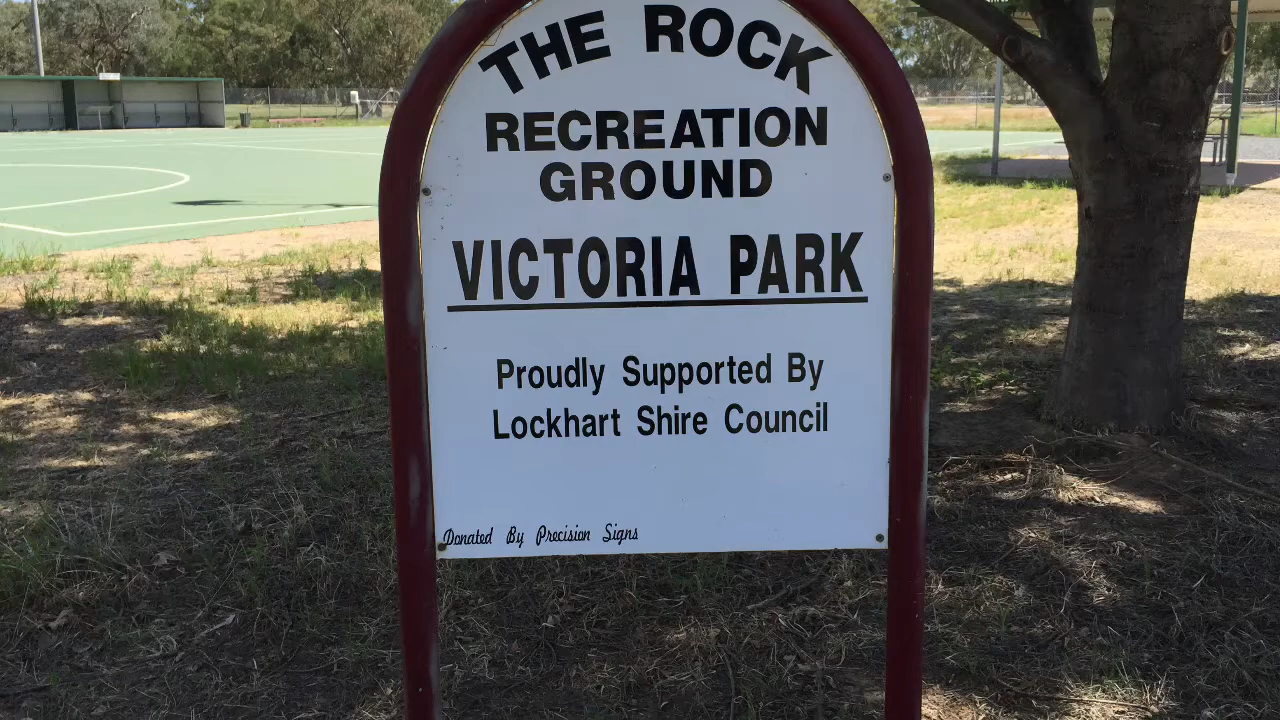 THE ROCK
RECREATION
GROUND
VICTORIA PARK
Proudly Supported By
Lockhart Shire Council
Donated By Precision Signs